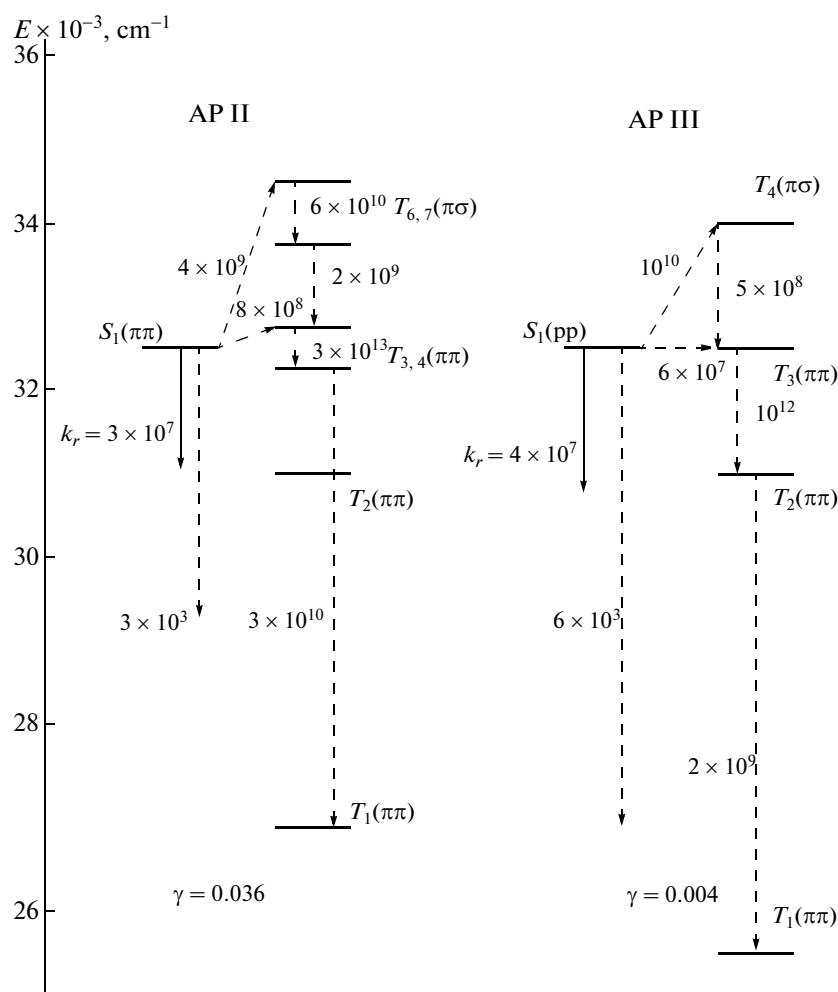 E × 10⁻³, cm⁻¹
36
34
32
30
28
26
AP II
6 × 10¹⁰ T₆,₇(πσ)
4 × 10⁹
2 × 10⁹
8 × 10⁸
S₁(ππ)
3 × 10¹³ T₃,₄(ππ)
kᵣ = 3 × 10⁷
T₂(ππ)
3 × 10³
3 × 10¹⁰
T₁(ππ)
γ = 0.036
AP III
T₄(πσ)
10¹⁰
5 × 10⁸
S₁(pp)
6 × 10⁷
T₃(ππ)
10¹²
kᵣ = 4 × 10⁷
T₂(ππ)
6 × 10³
2 × 10⁹
γ = 0.004
T₁(ππ)